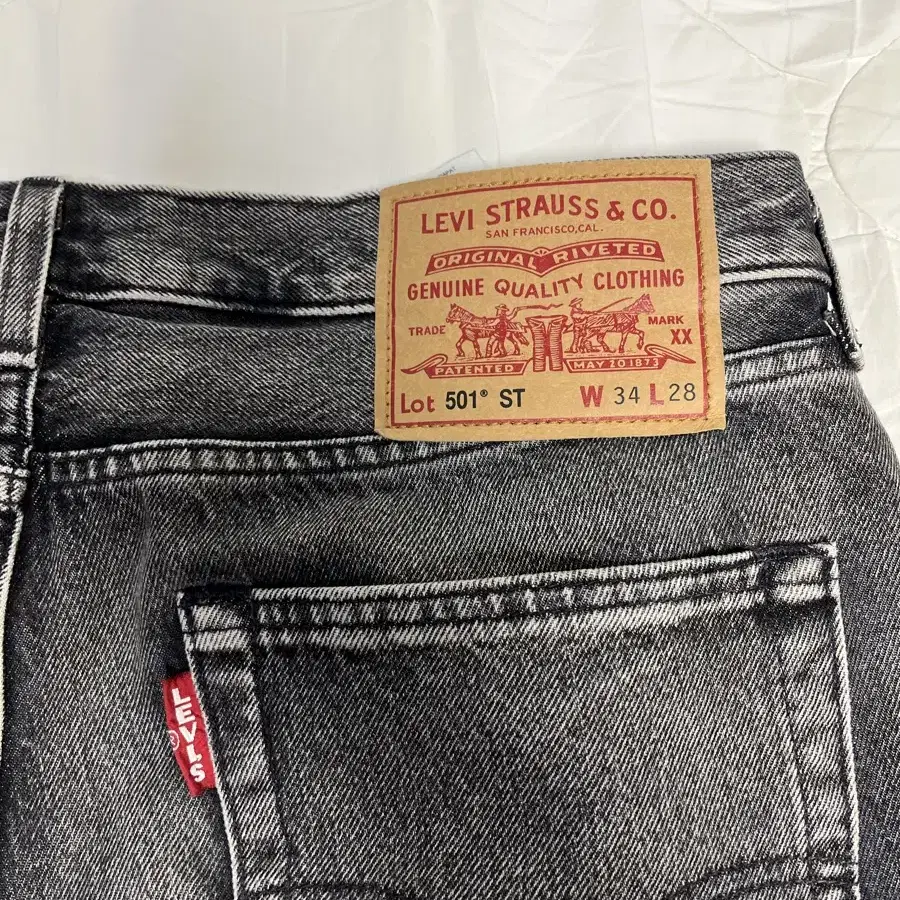 LEVI STRAUSS & CO.
SAN FRANCISCO, CAL.
ORIGINAL RIVETED
GENUINE QUALITY CLOTHING
TRADE MARK
XX
PATENTED MAY 20 1873
Lot 501® ST W 34 L 28
LEVI'S
®